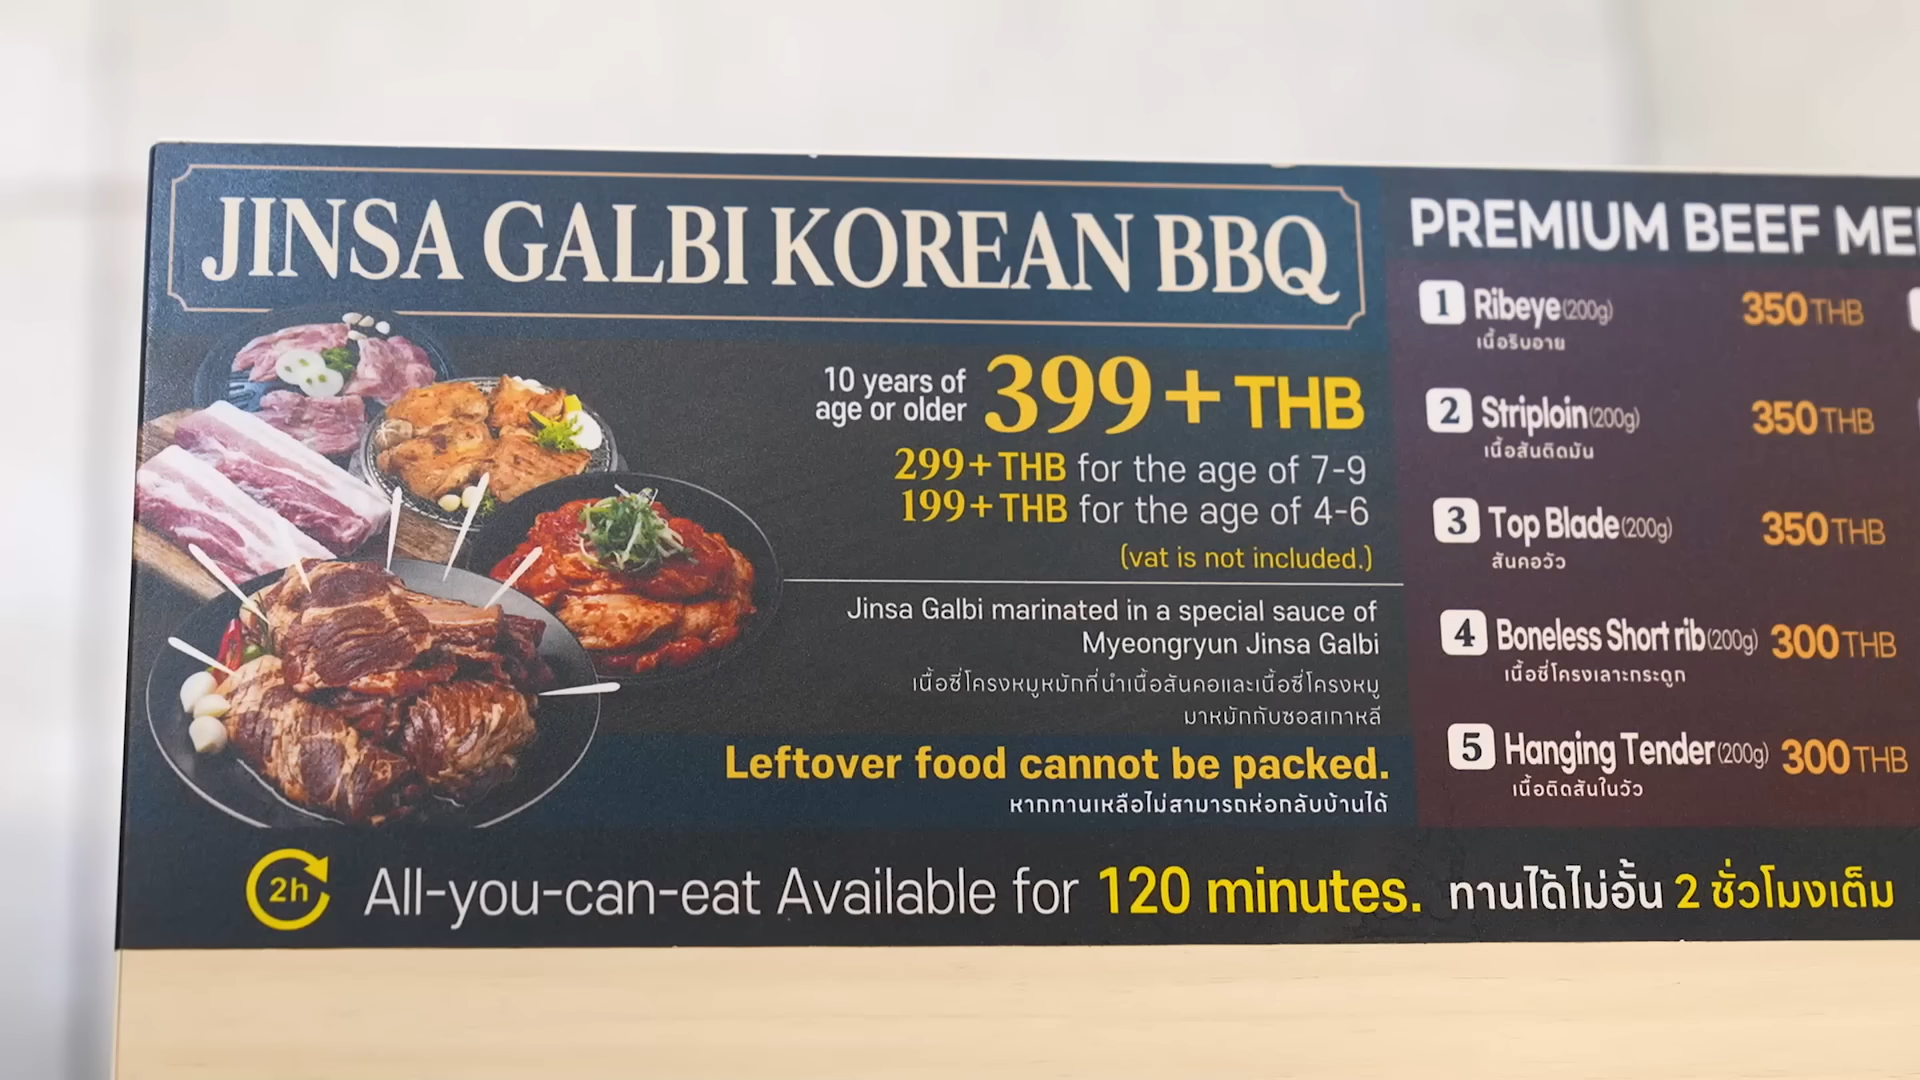 JINSA GALBI KOREAN BBQ
10 years of
age or older
399+ THB
299+ THB for the age of 7-9
199+ THB for the age of 4-6
(vat is not included.)
Jinsa Galbi marinated in a special sauce of
Myeongryun Jinsa Galbi
เนื้อซี่โครงหมูหมักที่นำเนื้อสันคอและเนื้อซี่โครงหมู
มาหมักกับซอสเกาหลี
Leftover food cannot be packed.
หากทานเหลือไม่สามารถห่อกลับบ้านได้
PREMIUM BEEF
1 Ribeye(200g) 350THB
เนื้อริบอาย
2 Striploin(200g) 350THB
เนื้อสันติดมัน
3 Top Blade(200g) 350THB
สันคอวัว
4 Boneless Short rib(200g) 300THB
เนื้อซี่โครงเลาะกระดูก
5 Hanging Tender(200g) 300THB
เนื้อติดสันในวัว
2h All-you-can-eat Available for 120 minutes. ทานได้ไม่อั้น 2 ชั่วโมงเต็ม